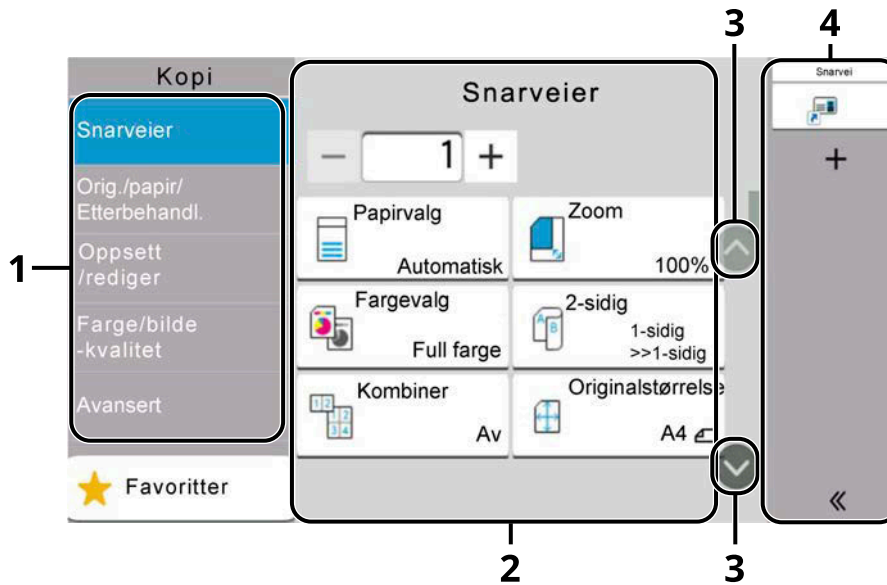 3
4
Kopi
Snarveier
Orig./papir/
Etterbehandl.
Oppsett
/rediger
Farge/bilde
-kvalitet
Avansert
Favoritter
1
Snarveier
1
Papirvalg
Automatisk
Zoom
100%
Fargevalg
Full farge
2-sidig
1-sidig
>>1-sidig
Kombiner
Av
Originalstørrelse
A4
3
Snarvei
2
3